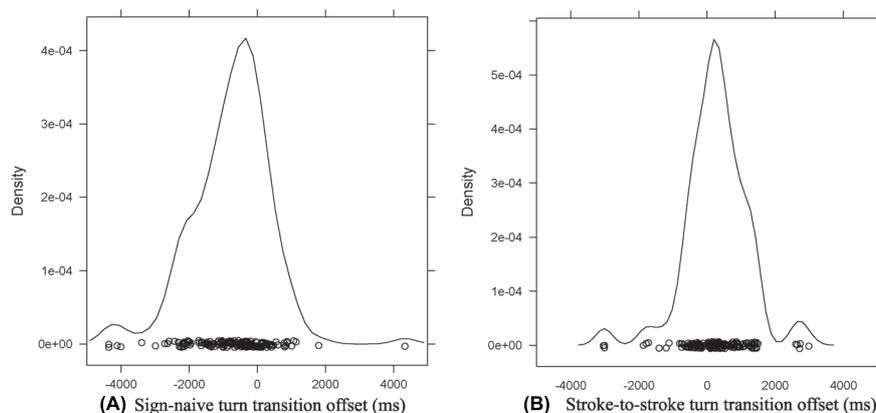 4e-04
3e-04
2e-04
1e-04
0e+00
Density
-4000 -2000 0 2000 4000
(A) Sign-naive turn transition offset (ms)
5e-04
4e-04
3e-04
2e-04
1e-04
0e+00
Density
-4000 -2000 0 2000 4000
(B) Stroke-to-stroke turn transition offset (ms)